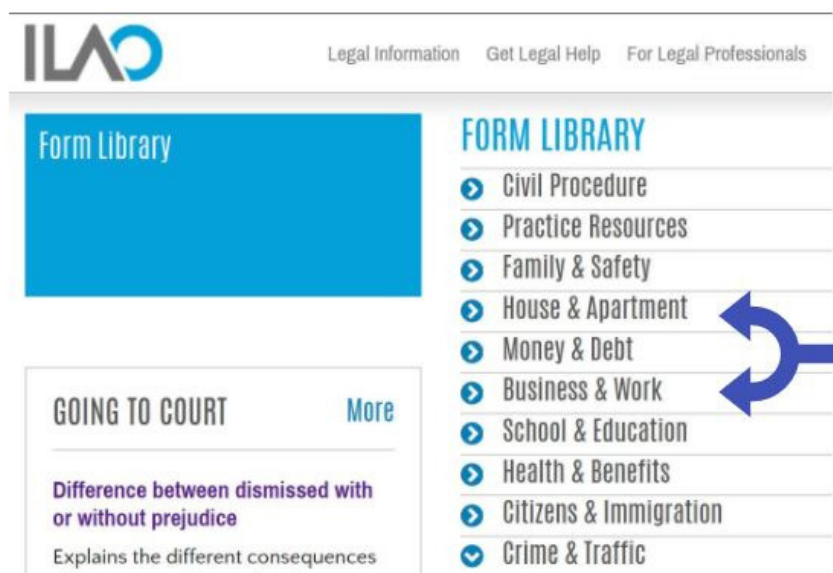 ILAO
Legal Information Get Legal Help For Legal Professionals
Form Library
GOING TO COURT More
Difference between dismissed with
or without prejudice
Explains the different consequences
FORM LIBRARY
Civil Procedure
Practice Resources
Family & Safety
House & Apartment
Money & Debt
Business & Work
School & Education
Health & Benefits
Citizens & Immigration
Crime & Traffic